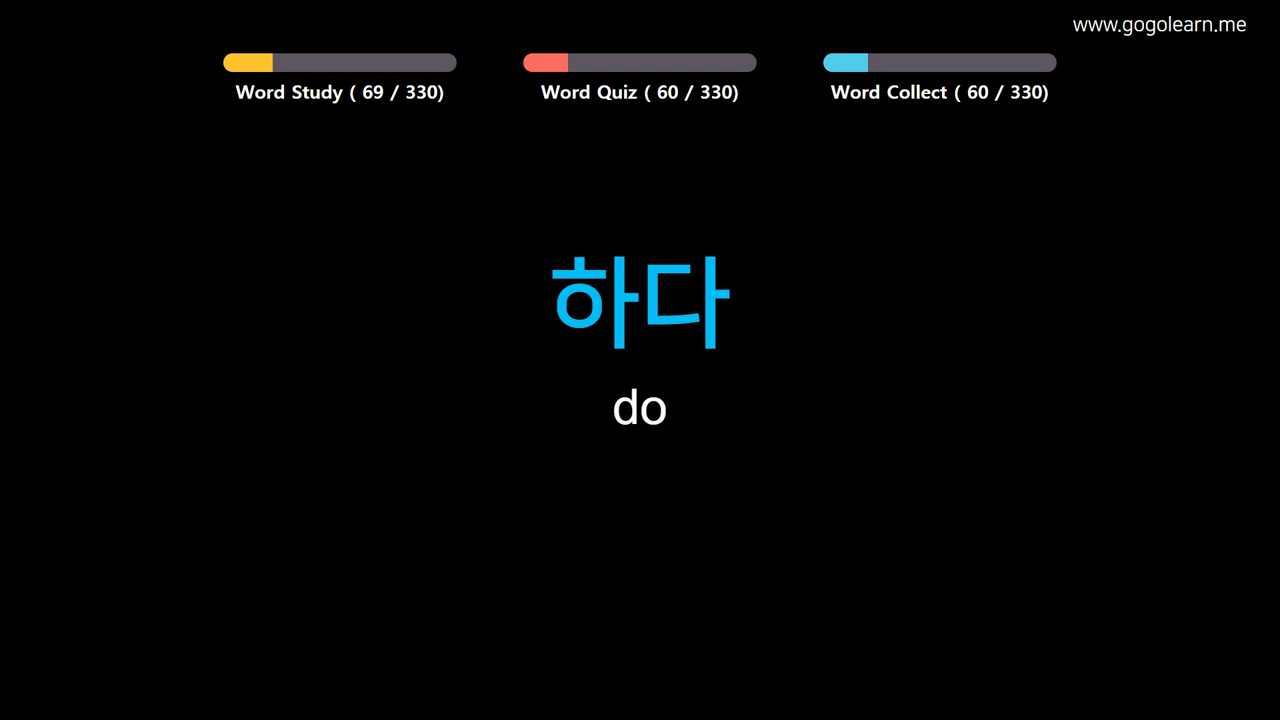 www.gogolearn.me
Word Study ( 69 / 330)
Word Quiz ( 60 / 330)
Word Collect ( 60 / 330)
하다
do